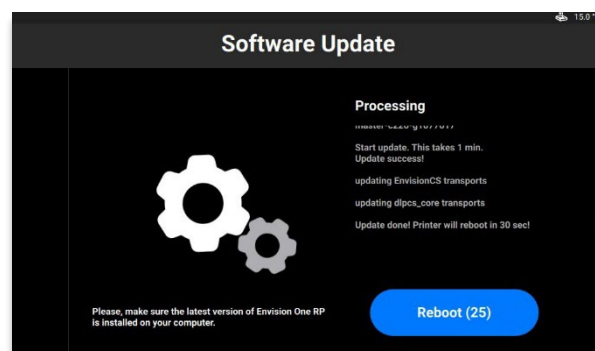 15.0°
Software Update
Processing
Start update. This takes 1 min.
Update success!
updating EnvisionCS transports
updating dlpcs_core transports
Update done! Printer will reboot in 30 sec!
Please, make sure the latest version of Envision One RP
is installed on your computer.
Reboot (25)